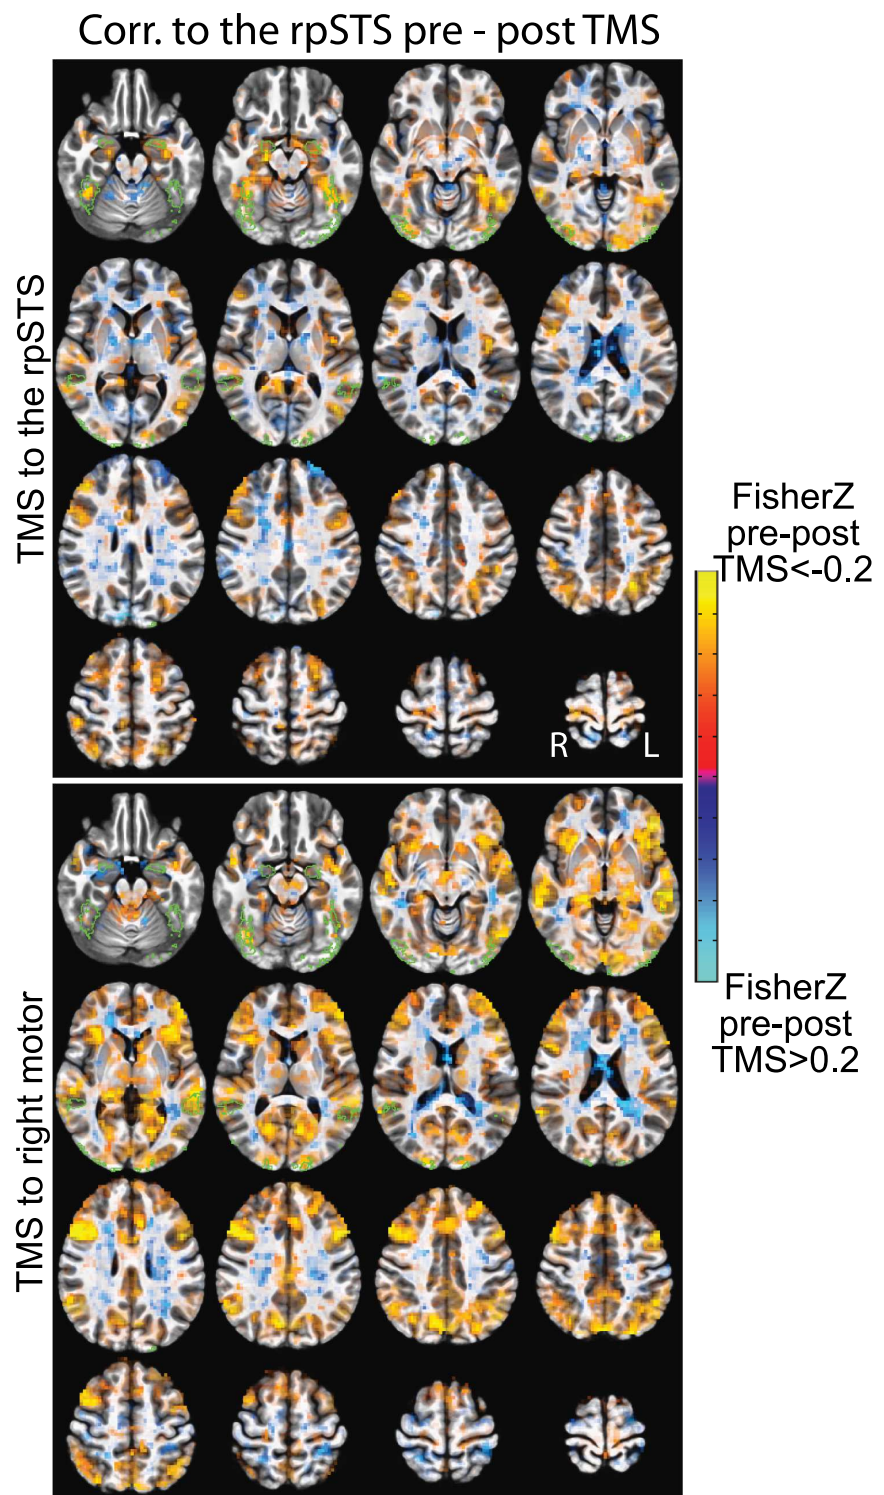 Corr. to the rpSTS pre - post TMS
TMS to the rpSTS
R L
FisherZ
pre-post
TMS<-0.2
FisherZ
pre-post
TMS>0.2
TMS to right motor